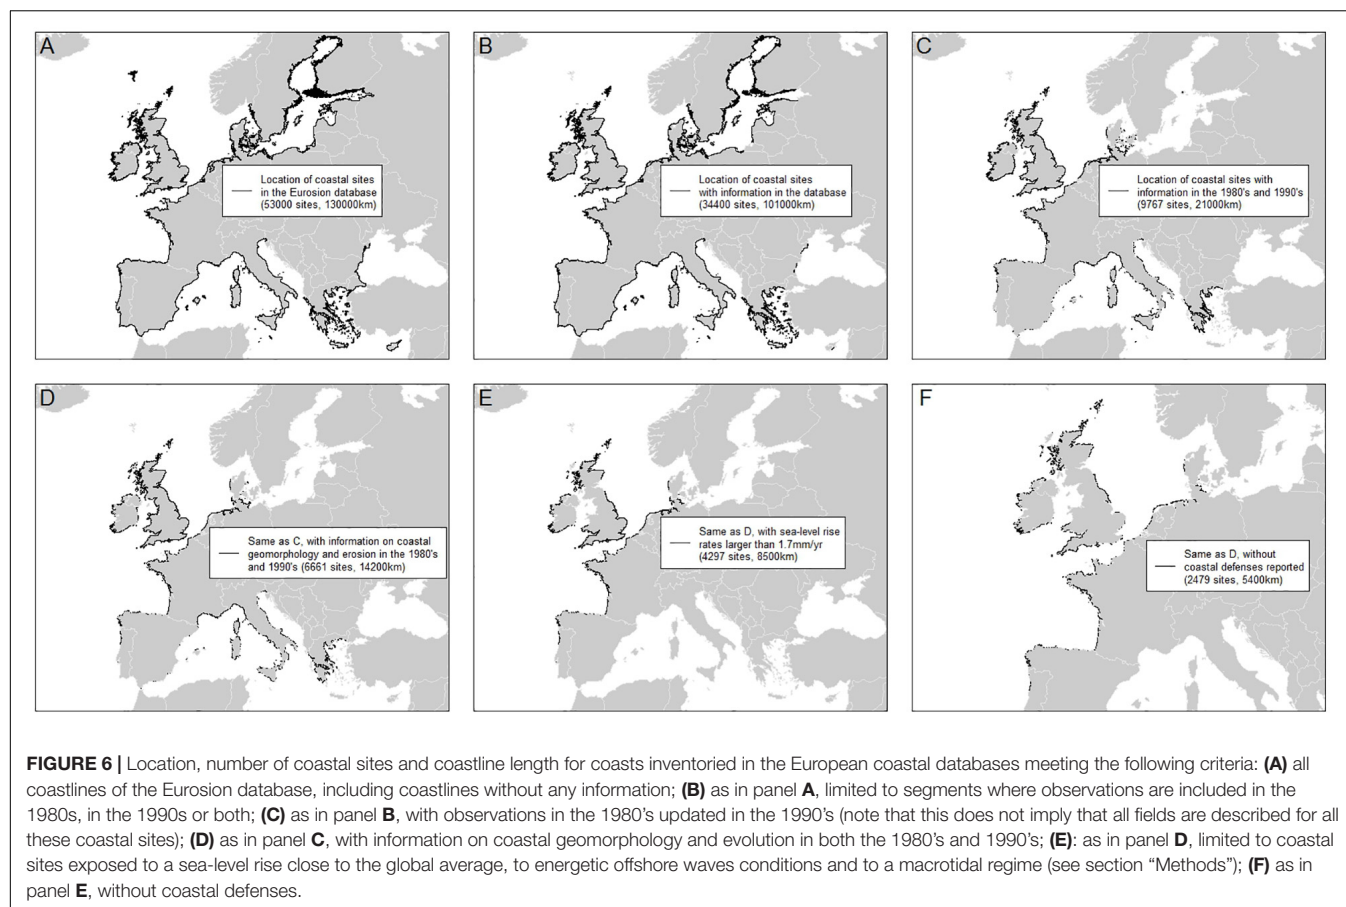 A
Location of coastal sites
in the Eurosion database
(53000 sites, 130000km)
B
Location of coastal sites
with information in the database
(34400 sites, 101000km)
C
Location of coastal sites with
information in the 1980's and 1990's
(9767 sites, 21000km)
D
Same as C, with information on coastal
geomorphology and erosion in the 1980's
and 1990's (6661 sites, 14200km)
E
Same as D, with sea-level rise
rates larger than 1.7mm/yr
(4297 sites, 8500km)
F
Same as D, without
coastal defenses reported
(2479 sites, 5400km)
FIGURE 6 | Location, number of coastal sites and coastline length for coasts inventoried in the European coastal databases meeting the following criteria: (A) all
coastlines of the Eurosion database, including coastlines without any information; (B) as in panel A, limited to segments where observations are included in the
1980s, in the 1990s or both; (C) as in panel B, with observations in the 1980's updated in the 1990's (note that this does not imply that all fields are described for all
these coastal sites); (D) as in panel C, with information on coastal geomorphology and evolution in both the 1980's and 1990's; (E): as in panel D, limited to coastal
sites exposed to a sea-level rise close to the global average, to energetic offshore waves conditions and to a macrotidal regime (see section “Methods”); (F) as in
panel E, without coastal defenses.